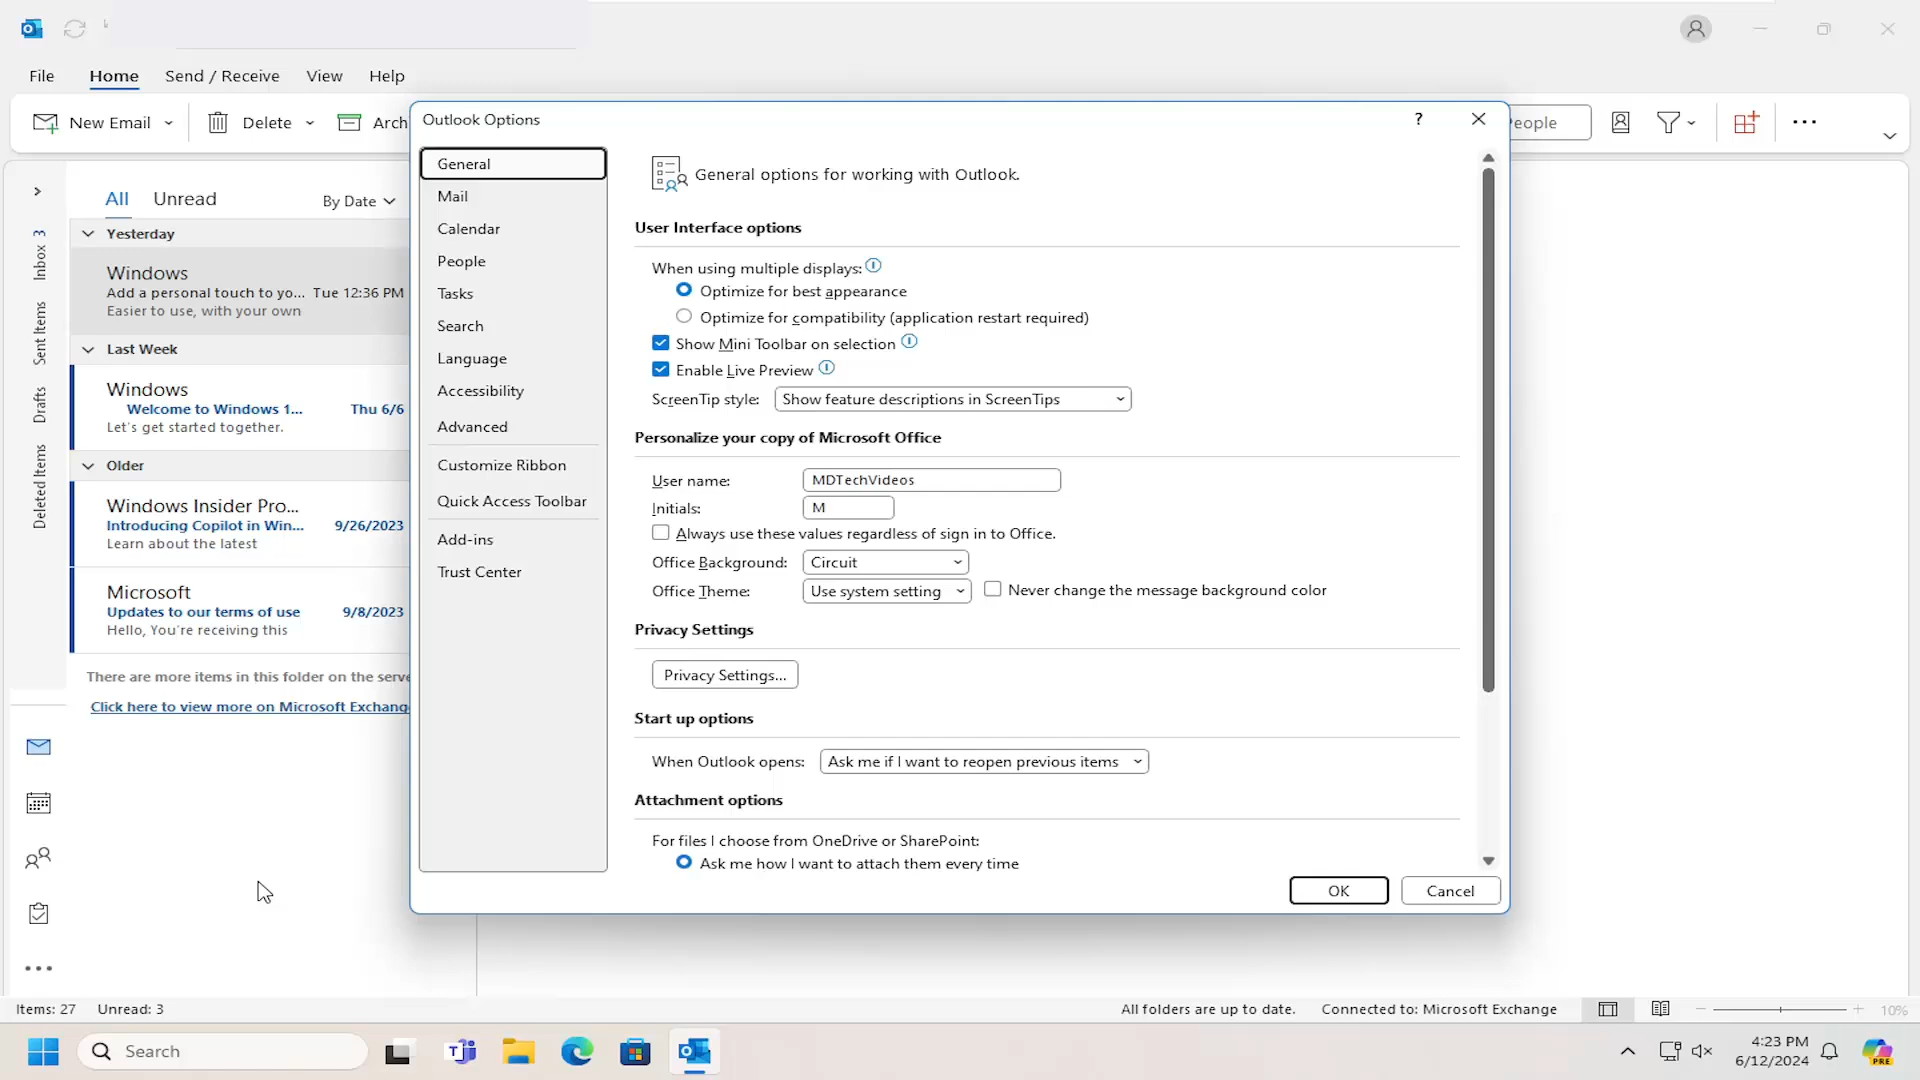 File Home Send / Receive View Help
New Email Delete Arch eople
Outlook Options ?
All Unread By Date
Yesterday
Windows
Add a personal touch to yo... Tue 12:36 PM
Easier to use, with your own
Last Week
Windows
Welcome to Windows 1... Thu 6/6
Let's get started together.
Older
Windows Insider Pro...
Introducing Copilot in Win... 9/26/2023
Learn about the latest
Microsoft
Updates to our terms of use 9/8/2023
Hello, You're receiving this
There are more items in this folder on the serve
Click here to view more on Microsoft Exchang
Inbox 3
Sent Items
Drafts
Deleted Items
General
Mail
Calendar
People
Tasks
Search
Language
Accessibility
Advanced
Customize Ribbon
Quick Access Toolbar
Add-ins
Trust Center
General options for working with Outlook.
User Interface options
When using multiple displays:
Optimize for best appearance
Optimize for compatibility (application restart required)
Show Mini Toolbar on selection
Enable Live Preview
ScreenTip style: Show feature descriptions in ScreenTips
Personalize your copy of Microsoft Office
User name: MDTechVideos
Initials: M
Always use these values regardless of sign in to Office.
Office Background: Circuit
Office Theme: Use system setting Never change the message background color
Privacy Settings
Privacy Settings...
Start up options
When Outlook opens: Ask me if I want to reopen previous items
Attachment options
For files I choose from OneDrive or SharePoint:
Ask me how I want to attach them every time
OK Cancel
Items: 27 Unread: 3 All folders are up to date. Connected to: Microsoft Exchange 10%
Search 4:23 PM
6/12/2024
PRE